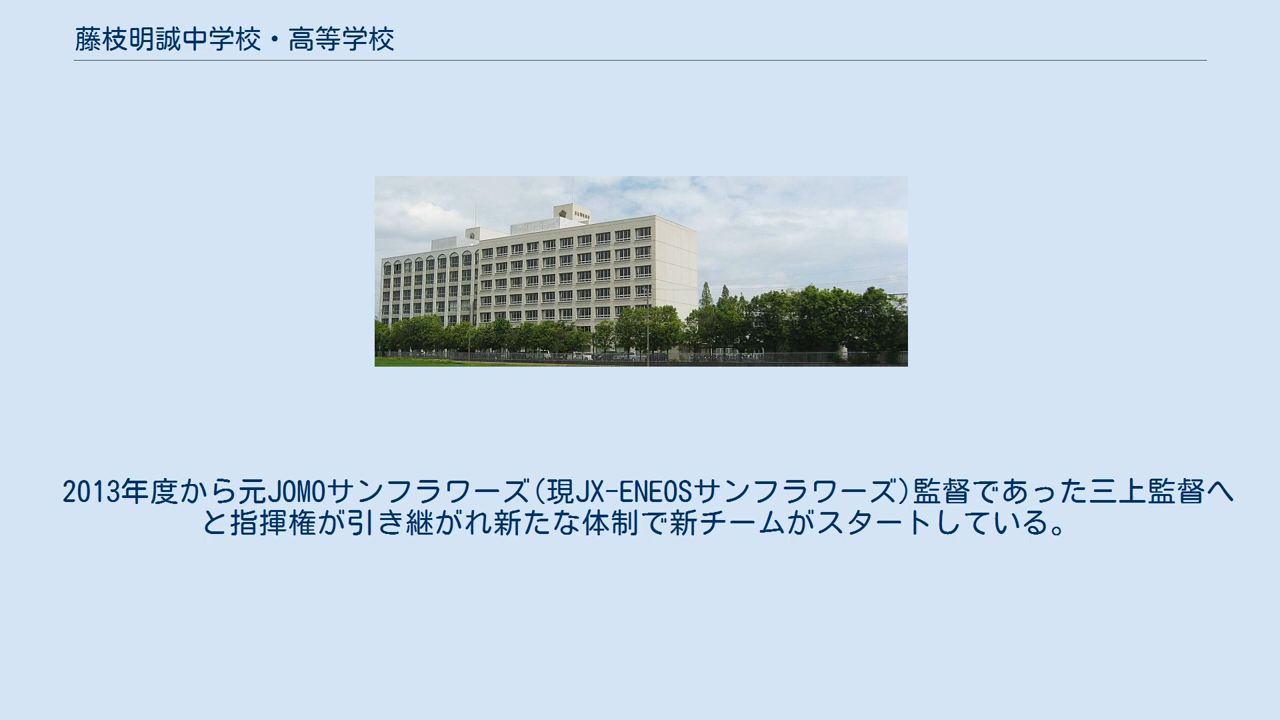 藤枝明誠中学校・高等学校
2013年度から元JOMOサンフラワーズ(現JX-ENEOSサンフラワーズ)監督であった三上監督へ
と指揮権が引き継がれ新たな体制で新チームがスタートしている。